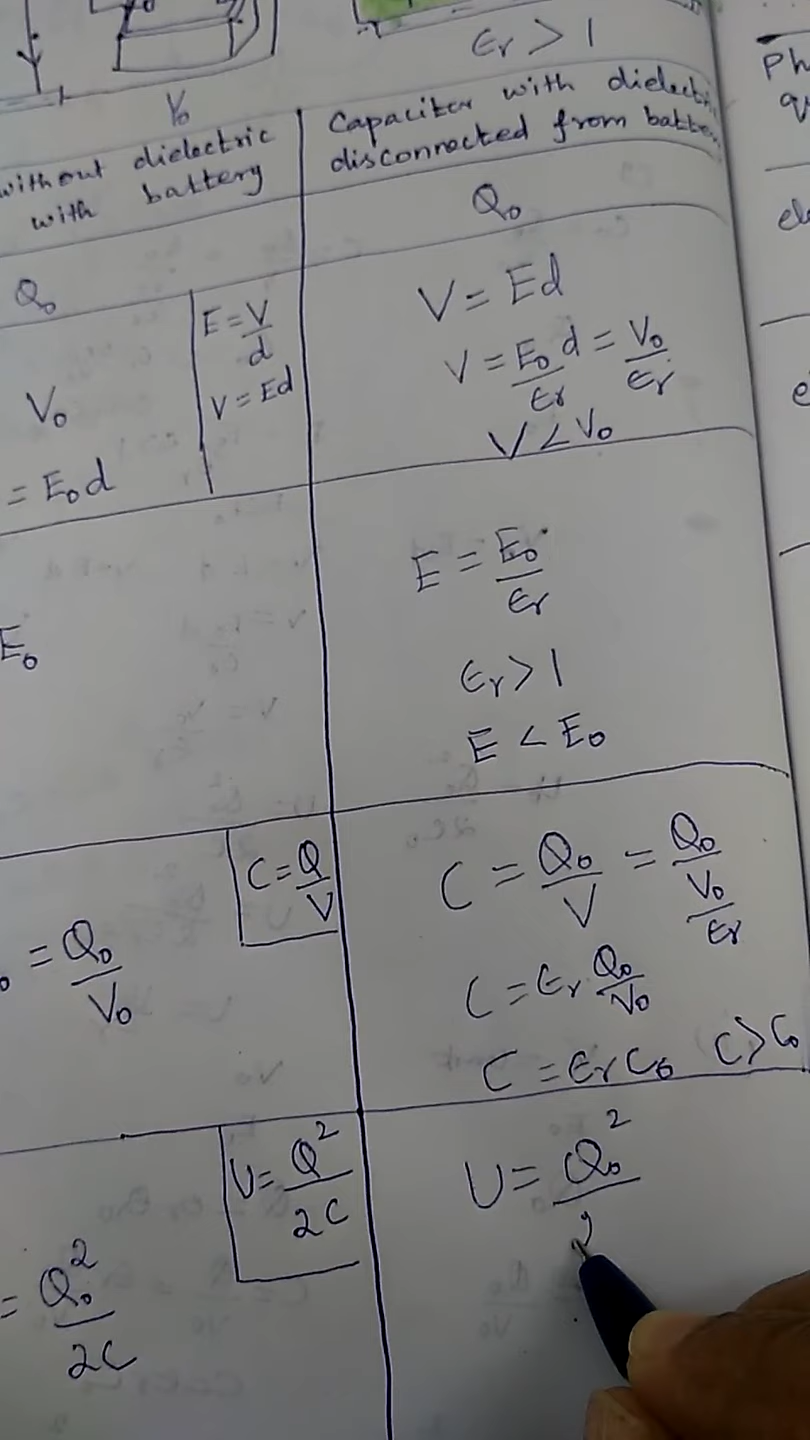 εr > 1
V₀
without dielectric
with battery
Capacitor with dielectric
disconnected from battery
Q₀
Q₀
E = V/d
V = Ed
V₀
= E₀d
V = Ed
V = E₀/εr d = V₀/εr
V < V₀
E₀
E = E₀/εr
εr > 1
E < E₀
C = Q/V
= Q₀/V₀
C = Q₀/V = Q₀/(V₀/εr)
C = εr Q₀/V₀
C = εr C₀ C > C₀
U = Q²/2C
= Q₀²/2C
U = Q₀²/2
Ph